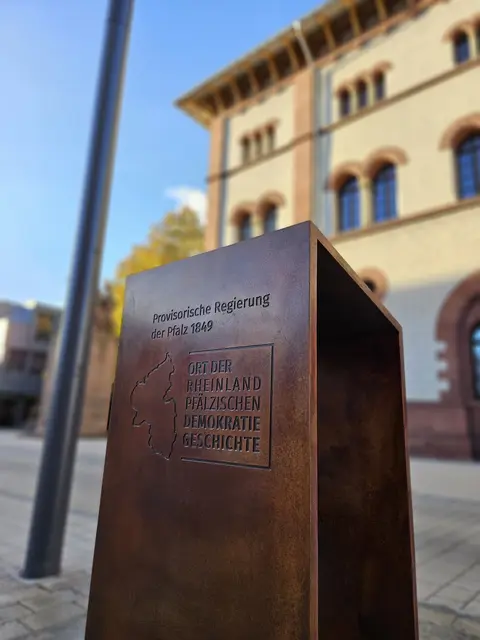 Provisorische Regierung
der Pfalz 1849
ORT DER
RHEINLAND
PFÄLZISCHEN
DEMOKRATIE
GESCHICHTE